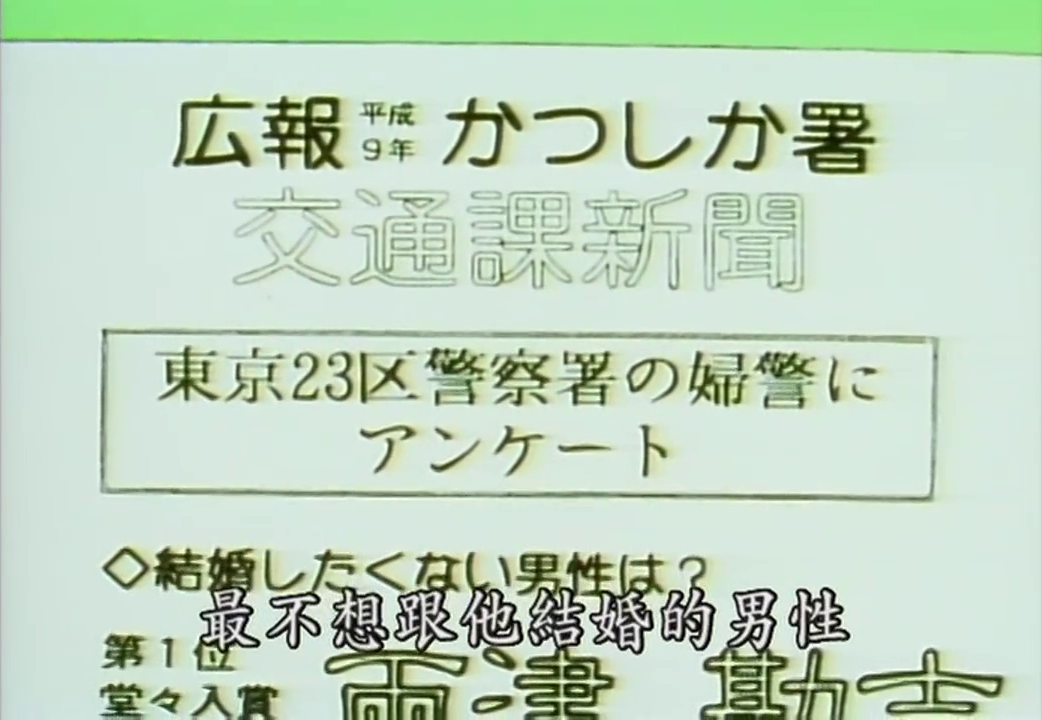 広報 平成9年 かつしか署
交通課新聞
東京23区警察署の婦警に
アンケート
◇結婚したくない男性は？
最不想跟他結婚的男性
第1位
堂々入賞
両津 勘吉